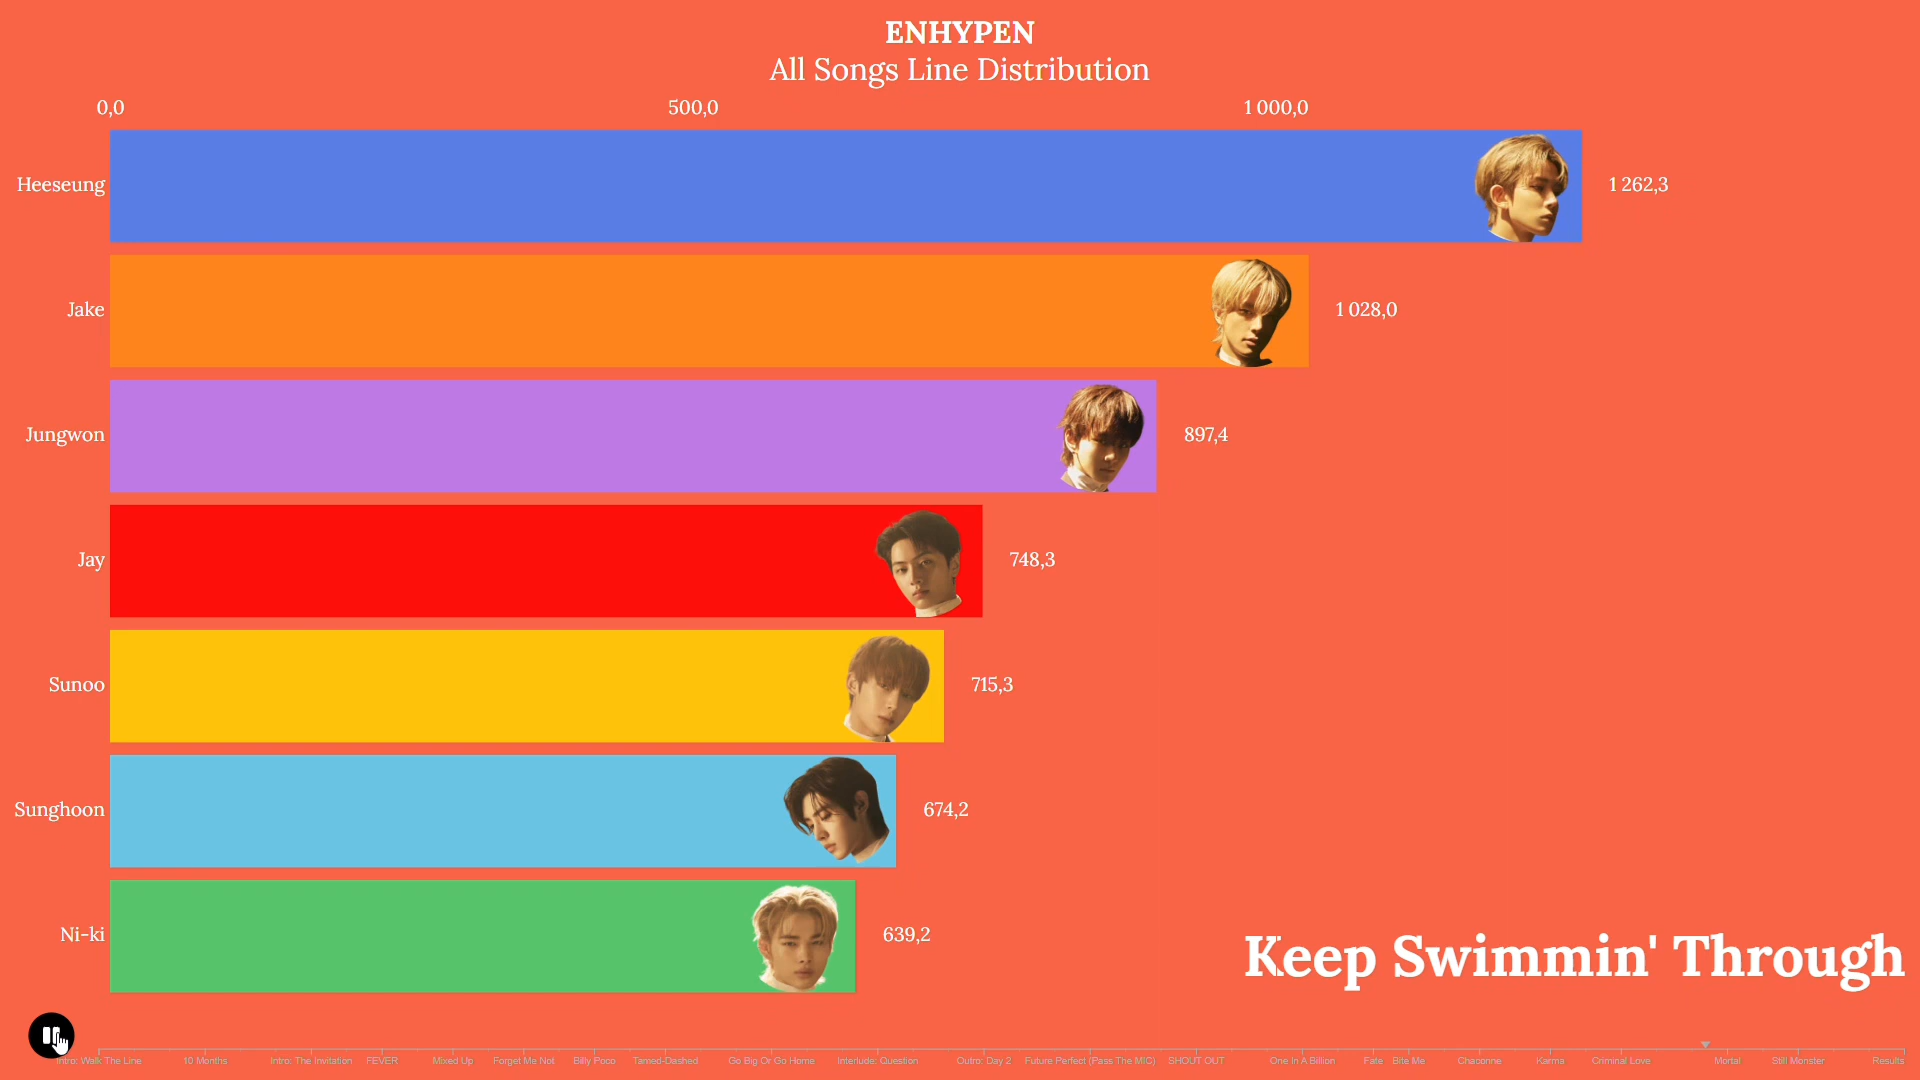 ENHYPEN
All Songs Line Distribution
0,0 500,0 1 000,0
Heeseung 1 262,3
Jake 1 028,0
Jungwon 897,4
Jay 748,3
Sunoo 715,3
Sunghoon 674,2
Ni-ki 639,2
Keep Swimmin' Through
Intro: Walk The Line 10 Months Intro: The Invitation FEVER Mixed Up Forget Me Not Billy Poco Tamed-Dashed Go Big Or Go Home Interlude: Question Outro: Day 2 Future Perfect (Pass The MIC) SHOUT OUT One In A Billion Fate Bite Me Chaconne Karma Criminal Love Mortal Still Monster Results